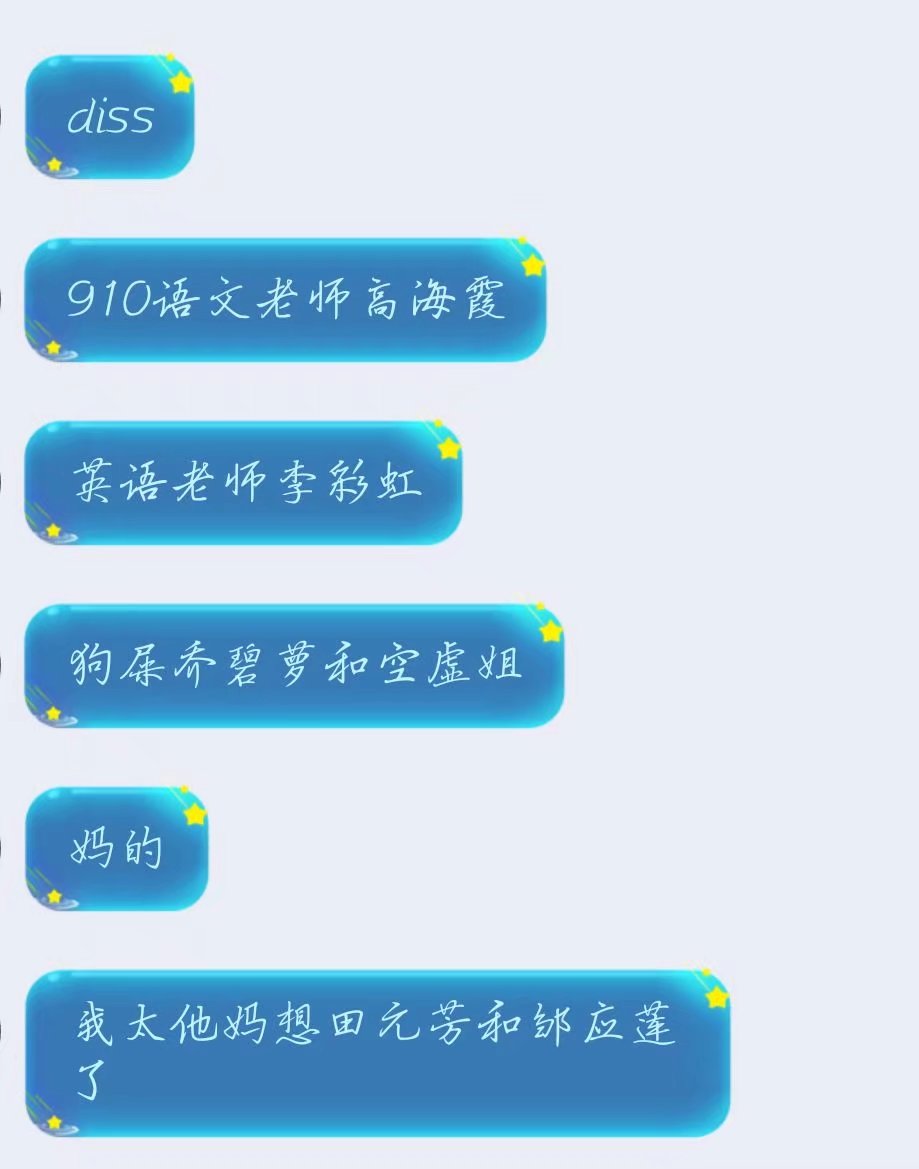 diss
910语文老师高海霞
英语老师李彩虹
狗屎乔碧萝和空虚姐
妈的
我太他妈想田元芳和邹应莲
了